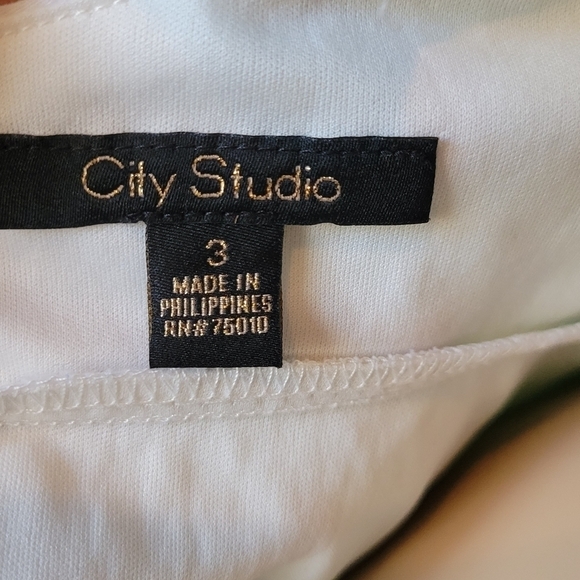 City Studio
3
MADE IN
PHILIPPINES
RN# 75010